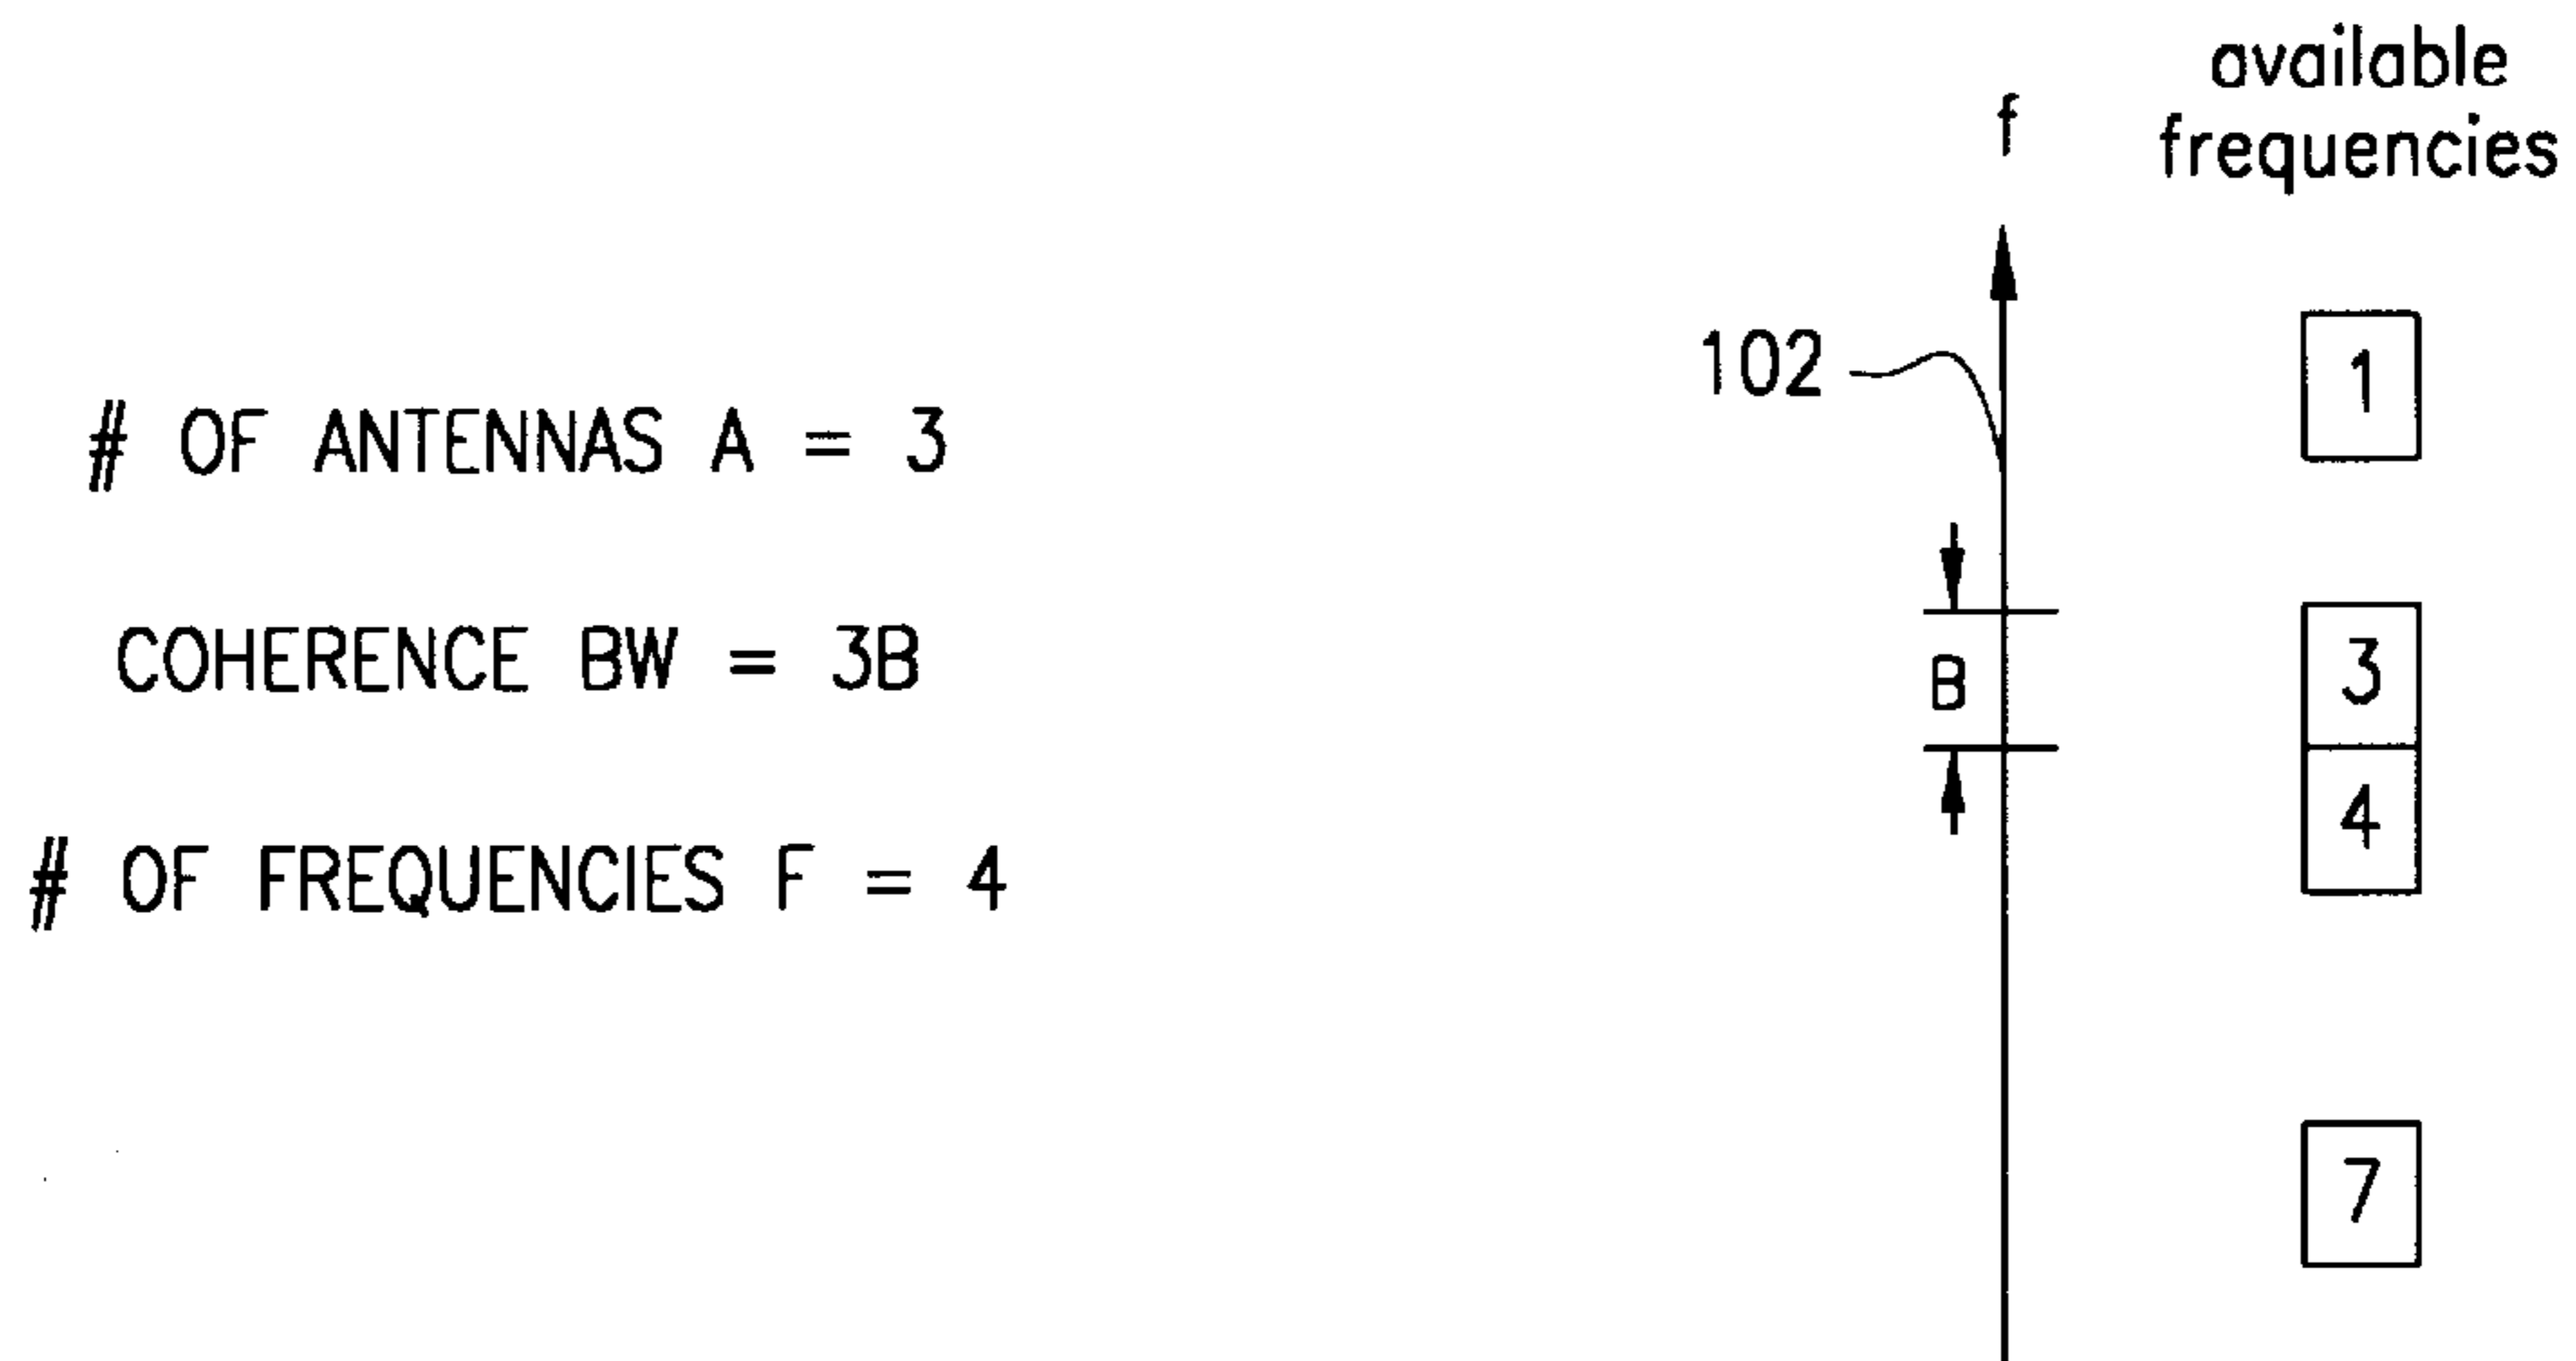 available
frequencies
f
102
# OF ANTENNAS A = 3
COHERENCE BW = 3B
# OF FREQUENCIES F = 4
B
1
3
4
7